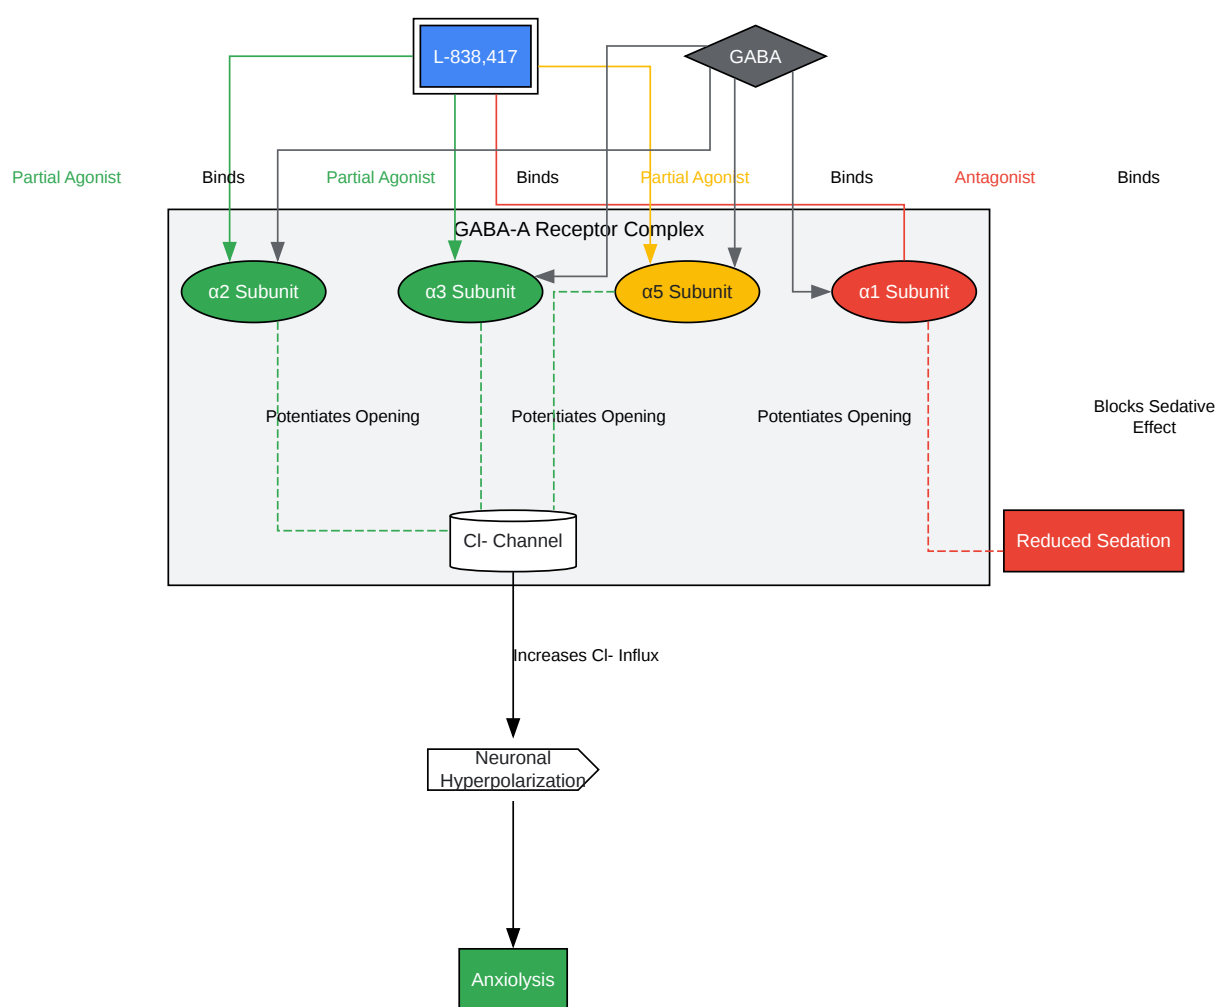 L-838,417
GABA
Partial Agonist
Binds
Partial Agonist
Binds
Partial Agonist
Binds
Antagonist
Binds
GABA-A Receptor Complex
α2 Subunit
α3 Subunit
α5 Subunit
α1 Subunit
Potentiates Opening
Potentiates Opening
Potentiates Opening
Blocks Sedative
Effect
Cl- Channel
Reduced Sedation
Increases Cl- Influx
Neuronal
Hyperpolarization
Anxiolysis